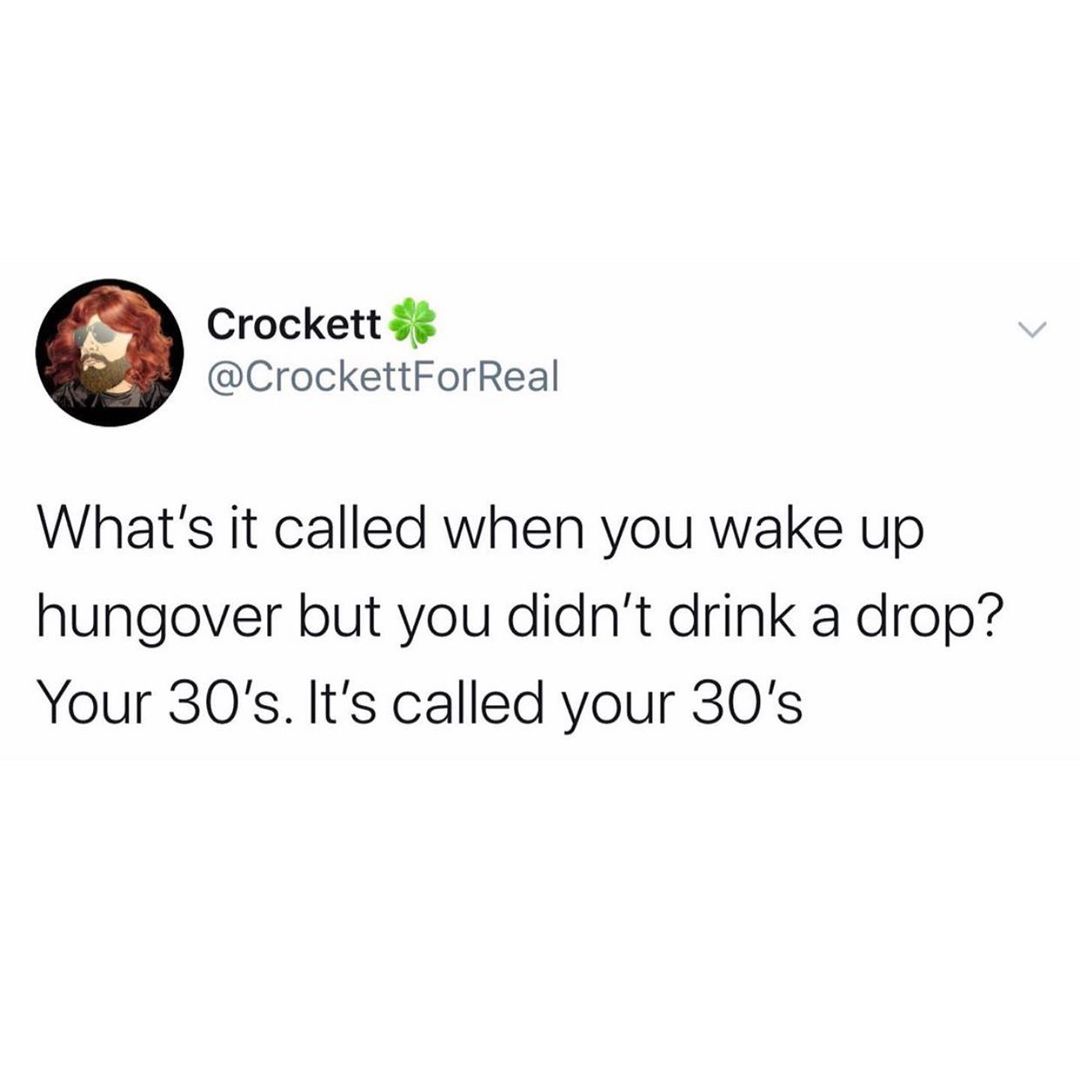 Crockett🍀
@CrockettForReal
What's it called when you wake up
hungover but you didn't drink a drop?
Your 30's. It's called your 30's